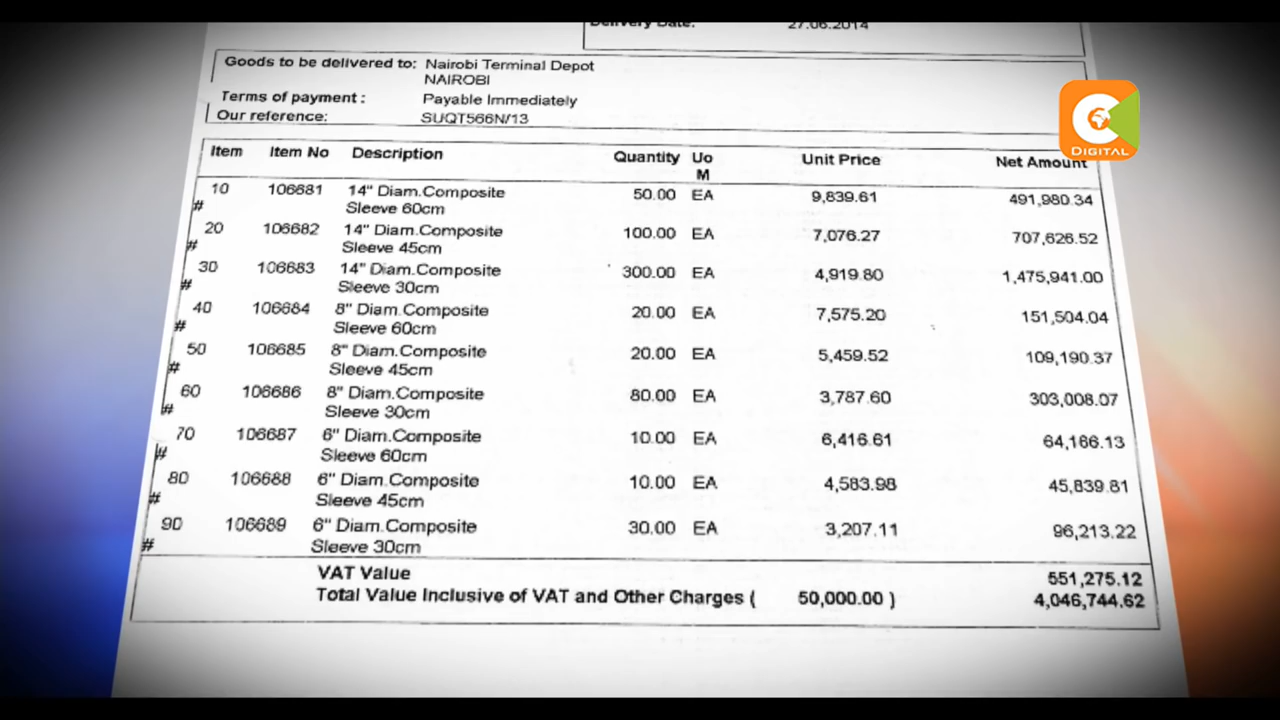 Delivery Date: 27.06.2014
Goods to be delivered to: Nairobi Terminal Depot
NAIROBI
Terms of payment : Payable Immediately
Our reference: SUQT566N/13
C
DIGITAL
Item Item No Description Quantity Uo Unit Price Net Amount
M
10 106681 14" Diam.Composite 50.00 EA 9,839.61 491,980.34
# Sleeve 60cm
20 106682 14" Diam.Composite 100.00 EA 7,076.27 707,626.52
# Sleeve 45cm
30 106683 14" Diam.Composite 300.00 EA 4,919.80 1,475,941.00
# Sleeve 30cm
40 106684 8" Diam.Composite 20.00 EA 7,575.20 151,504.04
# Sleeve 60cm
50 106685 8" Diam.Composite 20.00 EA 5,459.52 109,190.37
# Sleeve 45cm
60 106686 8" Diam.Composite 80.00 EA 3,787.60 303,008.07
# Sleeve 30cm
70 106687 6" Diam.Composite 10.00 EA 6,416.61 64,166.13
# Sleeve 60cm
80 106688 6" Diam.Composite 10.00 EA 4,583.98 45,839.81
# Sleeve 45cm
90 106689 6" Diam.Composite 30.00 EA 3,207.11 96,213.22
# Sleeve 30cm
VAT Value 551,275.12
Total Value Inclusive of VAT and Other Charges ( 50,000.00 ) 4,046,744.62